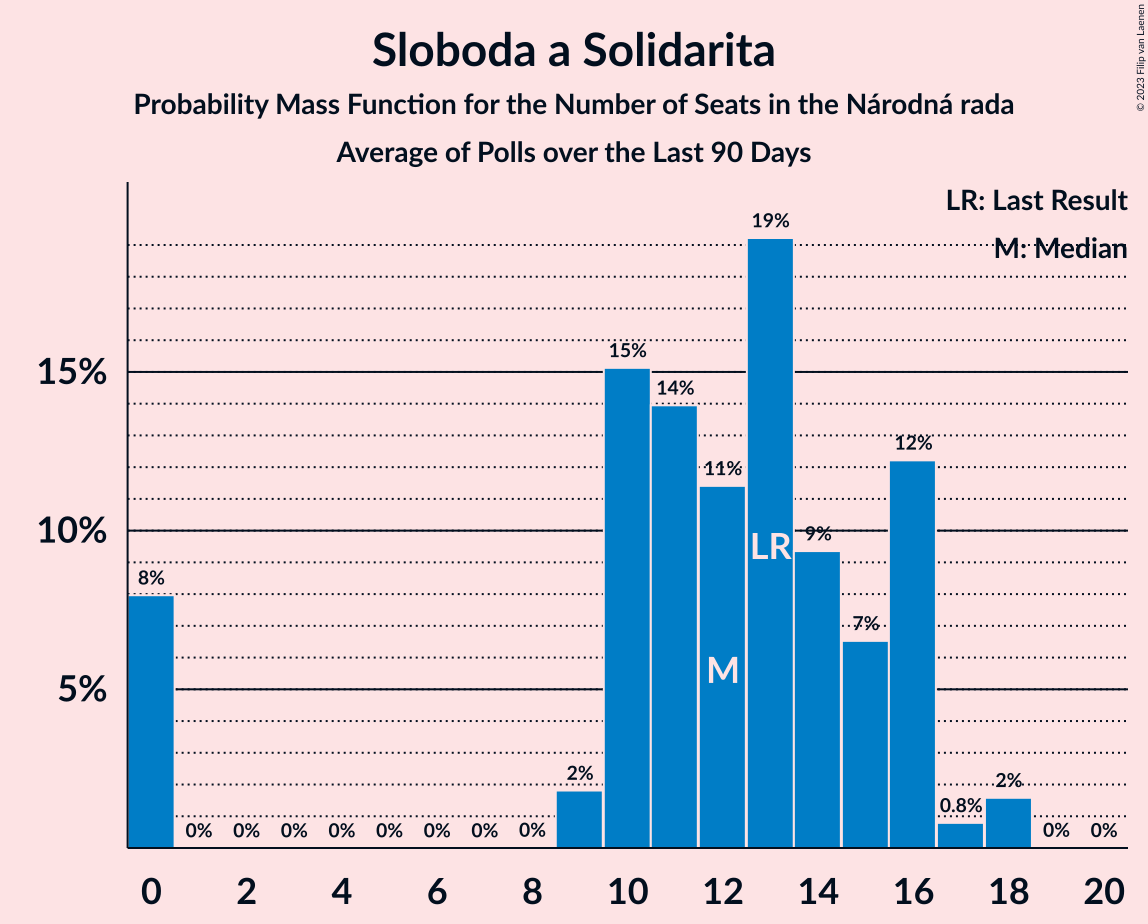 Sloboda a Solidarita
Probability Mass Function for the Number of Seats in the Národná rada
Average of Polls over the Last 90 Days
© 2023 Filip van Laenen
LR: Last Result
M: Median
15%
10%
5%
8%
0%
0%
0%
0%
0%
0%
0%
0%
2%
15%
14%
11%
19%
9%
7%
12%
0.8%
2%
0%
0%
LR
M
0 2 4 6 8 10 12 14 16 18 20